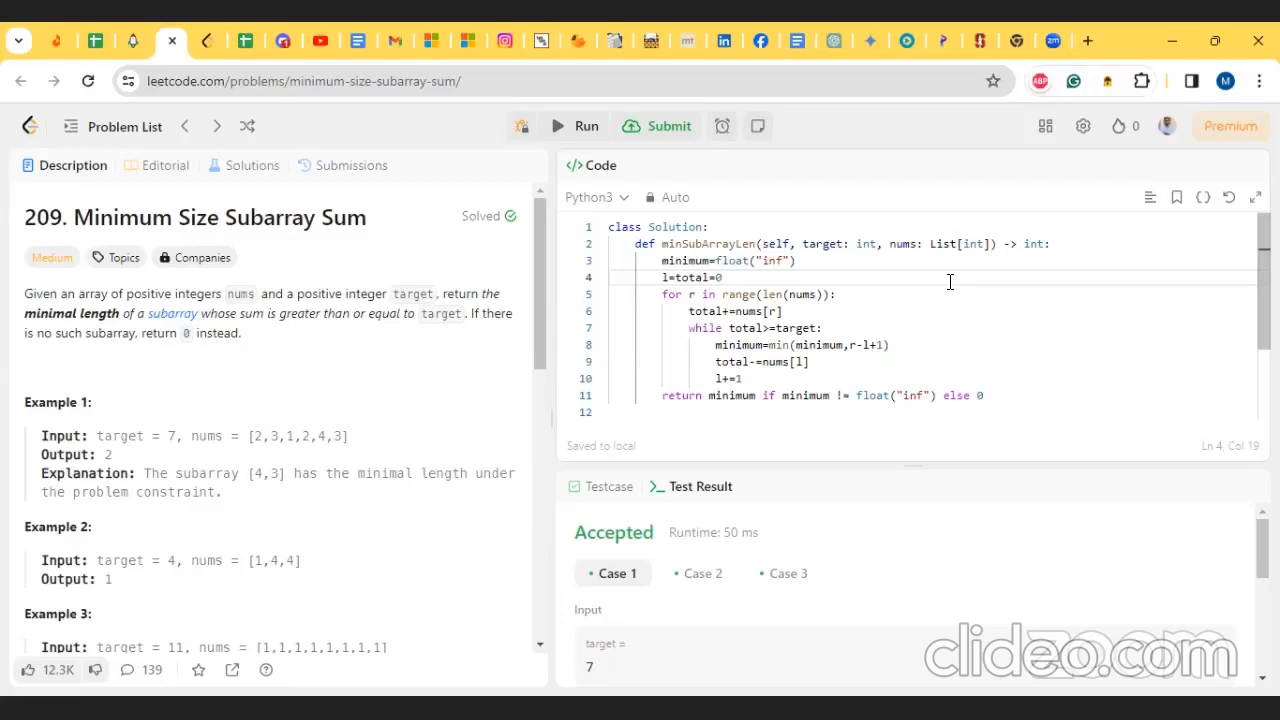 mt
zm
leetcode.com/problems/minimum-size-subarray-sum/
ABP
M
Problem List
Run
Submit
0
Premium
Description
Editorial
Solutions
Submissions
209. Minimum Size Subarray Sum
Solved
Medium
Topics
Companies
Given an array of positive integers nums and a positive integer target, return the
minimal length of a subarray whose sum is greater than or equal to target. If there
is no such subarray, return 0 instead.
Example 1:
Input: target = 7, nums = [2,3,1,2,4,3]
Output: 2
Explanation: The subarray [4,3] has the minimal length under
the problem constraint.
Example 2:
Input: target = 4, nums = [1,4,4]
Output: 1
Example 3:
Input: target = 11, nums = [1,1,1,1,1,1,1,1]
12.3K
139
</> Code
Python3
Auto
1 class Solution:
2 def minSubArrayLen(self, target: int, nums: List[int]) -> int:
3 minimum=float("inf")
4 l=total=0
5 for r in range(len(nums)):
6 total+=nums[r]
7 while total>=target:
8 minimum=min(minimum,r-l+1)
9 total-=nums[l]
10 l+=1
11 return minimum if minimum != float("inf") else 0
12
Saved to local
Ln 4, Col 19
Testcase
Test Result
Accepted
Runtime: 50 ms
Case 1
Case 2
Case 3
Input
target =
7
zoom
clideo.com